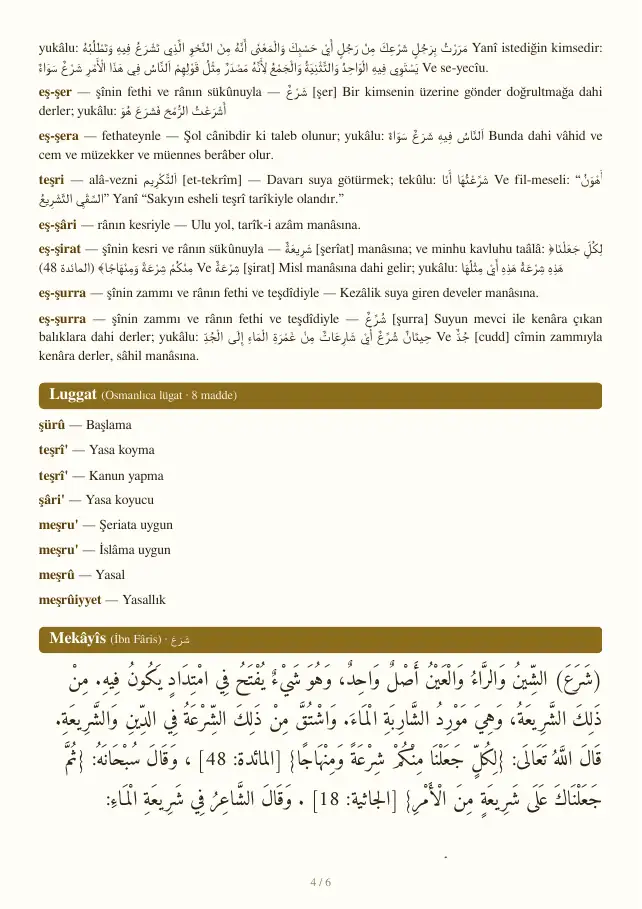 yukâlu: مَرَرْتُ بِرَجُلٍ شَرْعِكَ مِنْ رَجُلٍ أَيْ حَسْبِكَ وَالْمَعْنَى أَنَّهُ مِنَ النَّحْوِ الَّذِي تَشْرَعُ فِيهِ وَتَطْلُبُهُ Yanî istediğin kimsedir:
يَسْتَوِي فِيهِ الْوَاحِدُ وَالتَّثْنِيَةُ وَالْجَمْعُ لِأَنَّهُ مَصْدَرٌ مِثْلُ قَوْلِهِمْ اَلنَّاسُ فِي هَذَا الْأَمْرِ شَرْعٌ سَوَاءٌ Ve se-yecîu.
eş-şer — şînin fethi ve rânın sükûnuyla — شَرْعٌ [şer] Bir kimsenin üzerine gönder doğrultmağa dahi
derler; yukâlu: أَشْرَعْتُ الرُّمْحَ فَشَرَعَ هُوَ
eş-şera — fethateynle — Şol cânibdir ki taleb olunur; yukâlu: اَلنَّاسُ فِيهِ شَرَعٌ سَوَاءٌ Bunda dahi vâhid ve
cem ve müzekker ve müennes berâber olur.
teşri — alâ-vezni اَلتَّكْرِيمِ [et-tekrîm] — Davarı suya götürmek; tekûlu: شَرَّعْتُهَا أَنَا Ve fil-meseli: “أَهْوَنُ
السَّقْيِ التَّشْرِيعُ” Yanî “Sakyın esheli teşrî tarîkiyle olandır.”
eş-şâri — rânın kesriyle — Ulu yol, tarîk-i azâm manâsına.
eş-şirat — şînin kesri ve rânın sükûnuyla — شَرِيعَةٌ [şerîat] manâsına; ve minhu kavluhu taâlâ: ﴿لِكُلٍّ جَعَلْنَا
مِنْكُمْ شِرْعَةً وَمِنْهَاجًا﴾ (المائدة 48) Ve شِرْعَةٌ [şirat] Misl manâsına dahi gelir; yukâlu: هَذِهِ شِرْعَةُ هَذِهِ أَيْ مِثْلُهَا
eş-şurra — şînin zammı ve rânın fethi ve teşdîdiyle — Kezâlik suya giren develer manâsına.
eş-şurra — şînin zammı ve rânın fethi ve teşdîdiyle — شُرَّعٌ [şurra] Suyun mevci ile kenâra çıkan
balıklara dahi derler; yukâlu: حِيتَانٌ شُرَّعٌ أَيْ شَارِعَاتٌ مِنْ غَمْرَةِ الْمَاءِ إِلَى الْجُدِّ Ve جُدٌّ [cudd] cîmin zammıyla
kenâra derler, sâhil manâsına.
Luggat (Osmanlıca lügat · 8 madde)
şürû — Başlama
teşrî' — Yasa koyma
teşrî' — Kanun yapma
şâri' — Yasa koyucu
meşru' — Şeriata uygun
meşru' — İslâma uygun
meşrû — Yasal
meşrûiyyet — Yasallık
Mekâyîs (İbn Fâris) · شَرَعَ
(شَرَعَ) الشِّينُ وَالرَّاءُ وَالْعَيْنُ أَصْلٌ وَاحِدٌ، وَهُوَ شَيْءٌ يُفْتَحُ فِي امْتِدَادٍ يَكُونُ فِيهِ. مِنْ
ذَلِكَ الشَّرِيعَةُ، وَهِيَ مَوْرِدُ الشَّارِبَةِ الْمَاءَ. وَاشْتُقَّ مِنْ ذَلِكَ الشِّرْعَةُ فِي الدِّينِ وَالشَّرِيعَةِ.
قَالَ اللَّهُ تَعَالَى: {لِكُلٍّ جَعَلْنَا مِنْكُمْ شِرْعَةً وَمِنْهَاجًا} [المائدة: 48] ، وَقَالَ سُبْحَانَهُ: {ثُمَّ
جَعَلْنَاكَ عَلَى شَرِيعَةٍ مِنَ الْأَمْرِ} [الجاثية: 18] . وَقَالَ الشَّاعِرُ فِي شَرِيعَةِ الْمَاءِ:
4 / 6